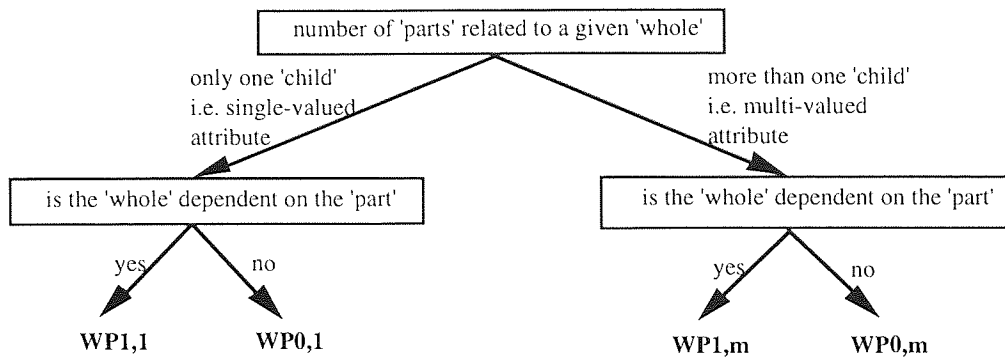 number of 'parts' related to a given 'whole'
only one 'child'
i.e. single-valued
attribute
more than one 'child'
i.e. multi-valued
attribute
is the 'whole' dependent on the 'part'
is the 'whole' dependent on the 'part'
yes
no
yes
no
WP1,1
WP0,1
WP1,m
WP0,m